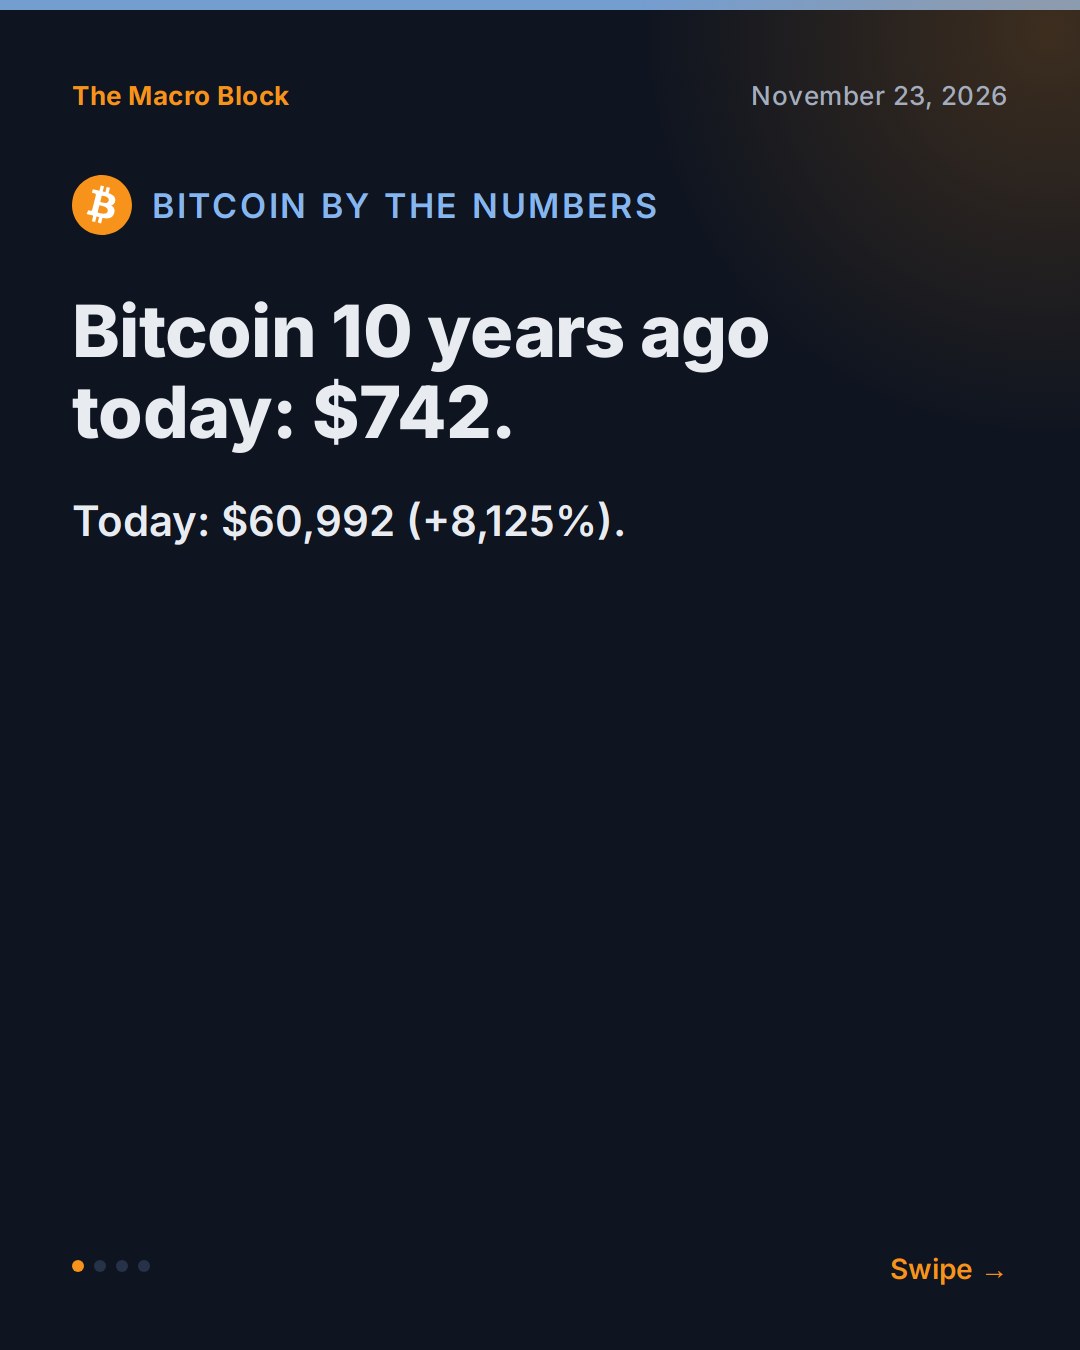 The Macro Block
November 23, 2026
BITCOIN BY THE NUMBERS
Bitcoin 10 years ago
today: $742.
Today: $60,992 (+8,125%).
Swipe →